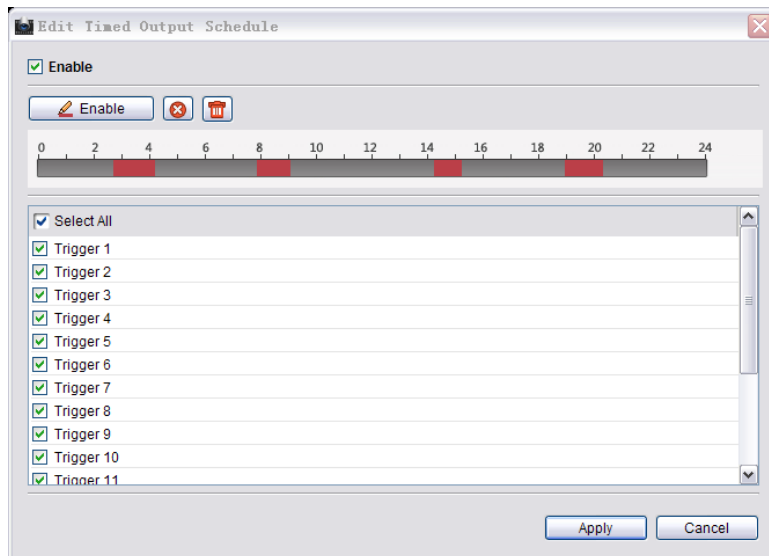 Edit Timed Output Schedule
Enable
Enable
0 2 4 6 8 10 12 14 16 18 20 22 24
Select All
Trigger 1
Trigger 2
Trigger 3
Trigger 4
Trigger 5
Trigger 6
Trigger 7
Trigger 8
Trigger 9
Trigger 10
Trigger 11
Apply Cancel